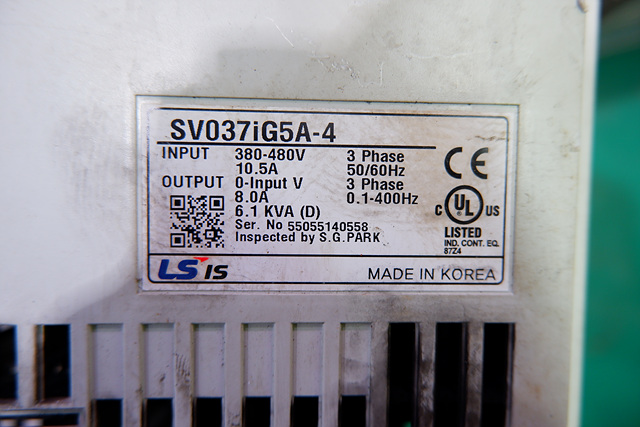 SV037iG5A-4
INPUT 380-480V 3 Phase
10.5A 50/60Hz
OUTPUT 0-Input V 3 Phase
8.0A 0.1-400Hz
6.1 KVA (D)
Ser. No 55055140558
Inspected by S.G.PARK
CE
C UL US
LISTED
IND. CONT. EQ.
87Z4
LS IS MADE IN KOREA